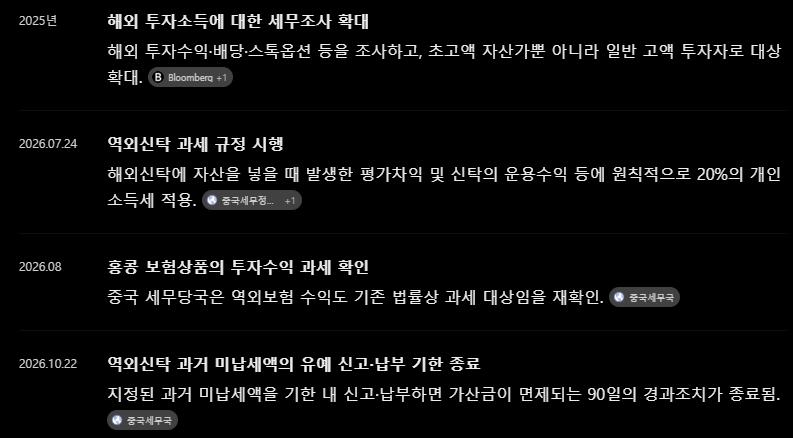 2025년
해외 투자소득에 대한 세무조사 확대
해외 투자수익·배당·스톡옵션 등을 조사하고, 초고액 자산가뿐 아니라 일반 고액 투자자로 대상
확대. B Bloomberg +1
2026.07.24
역외신탁 과세 규정 시행
해외신탁에 자산을 넣을 때 발생한 평가차익 및 신탁의 운용수익 등에 원칙적으로 20%의 개인
소득세 적용. 중국세무정... +1
2026.08
홍콩 보험상품의 투자수익 과세 확인
중국 세무당국은 역외보험 수익도 기존 법률상 과세 대상임을 재확인. 중국세무국
2026.10.22
역외신탁 과거 미납세액의 유예 신고·납부 기한 종료
지정된 과거 미납세액을 기한 내 신고·납부하면 가산금이 면제되는 90일의 경과조치가 종료됨.
중국세무국